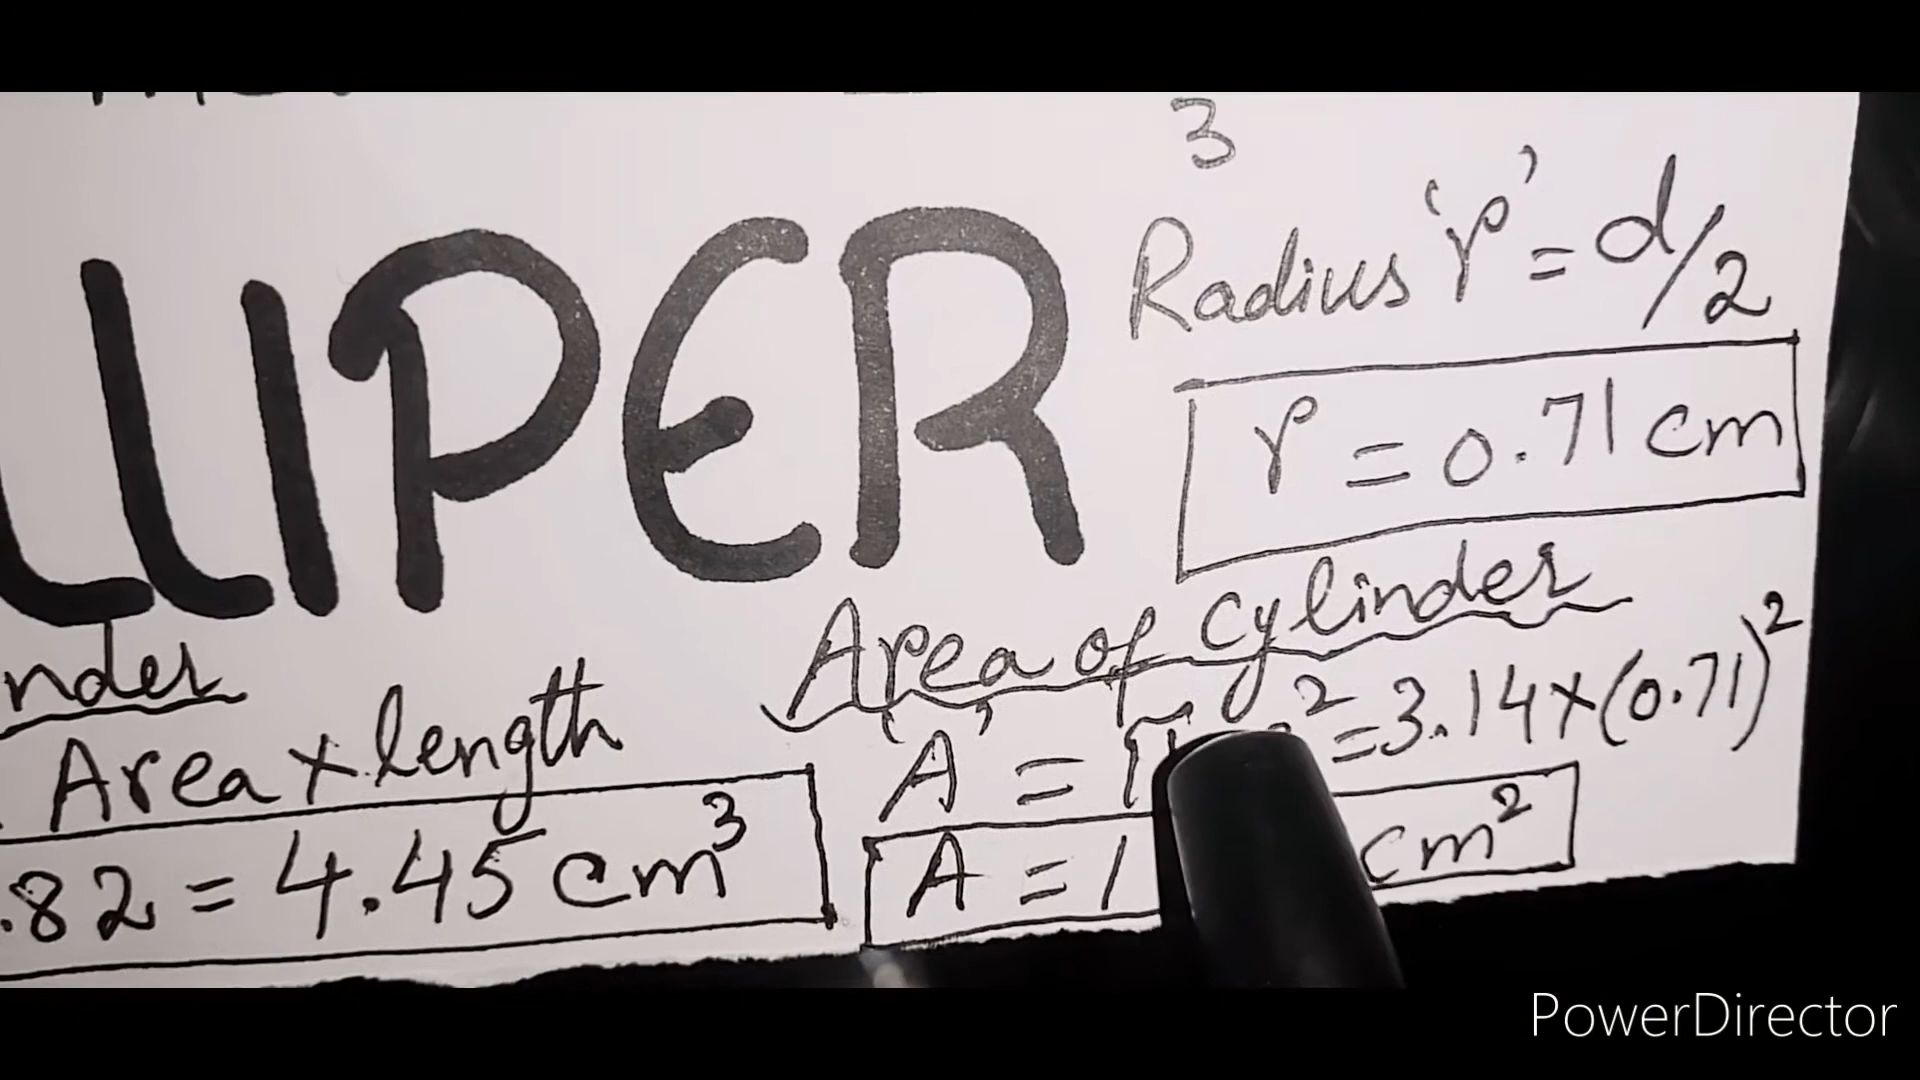 3
Radius 'r' = d/2
r = 0.71 cm
LIPER
Area of Cylinder
'A' = π r² = 3.14 × (0.71)²
A = 1 cm²
nder
Area × length
.82 = 4.45 cm³
PowerDirector